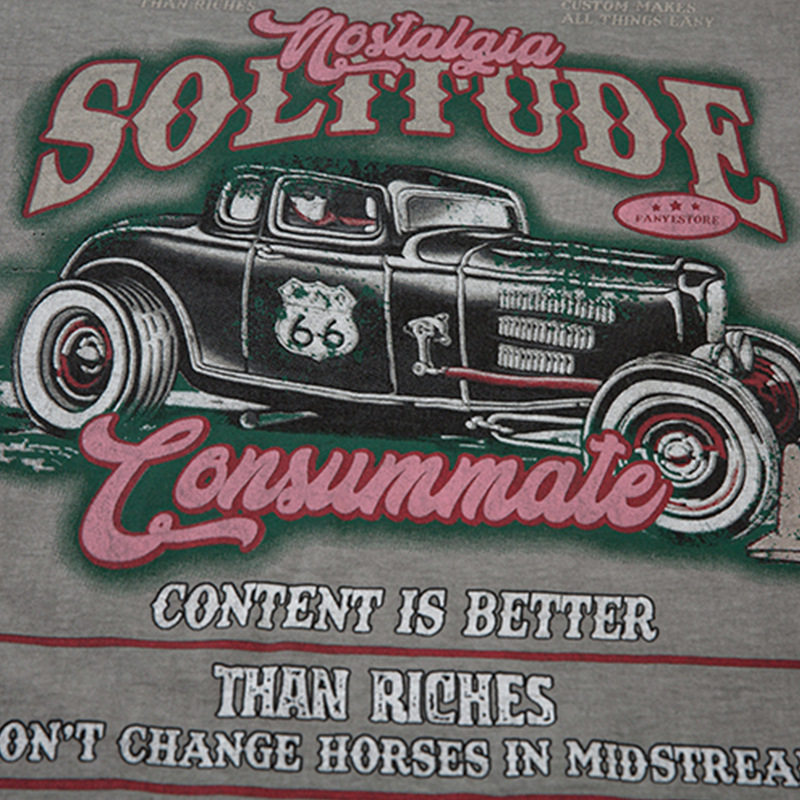 THAN RICHES
CUSTOM MAKES
ALL THINGS EASY
Nostalgia
SOLITUDE
FANYESTORE
66
Consummate
CONTENT IS BETTER
THAN RICHES
ON'T CHANGE HORSES IN MIDSTREA